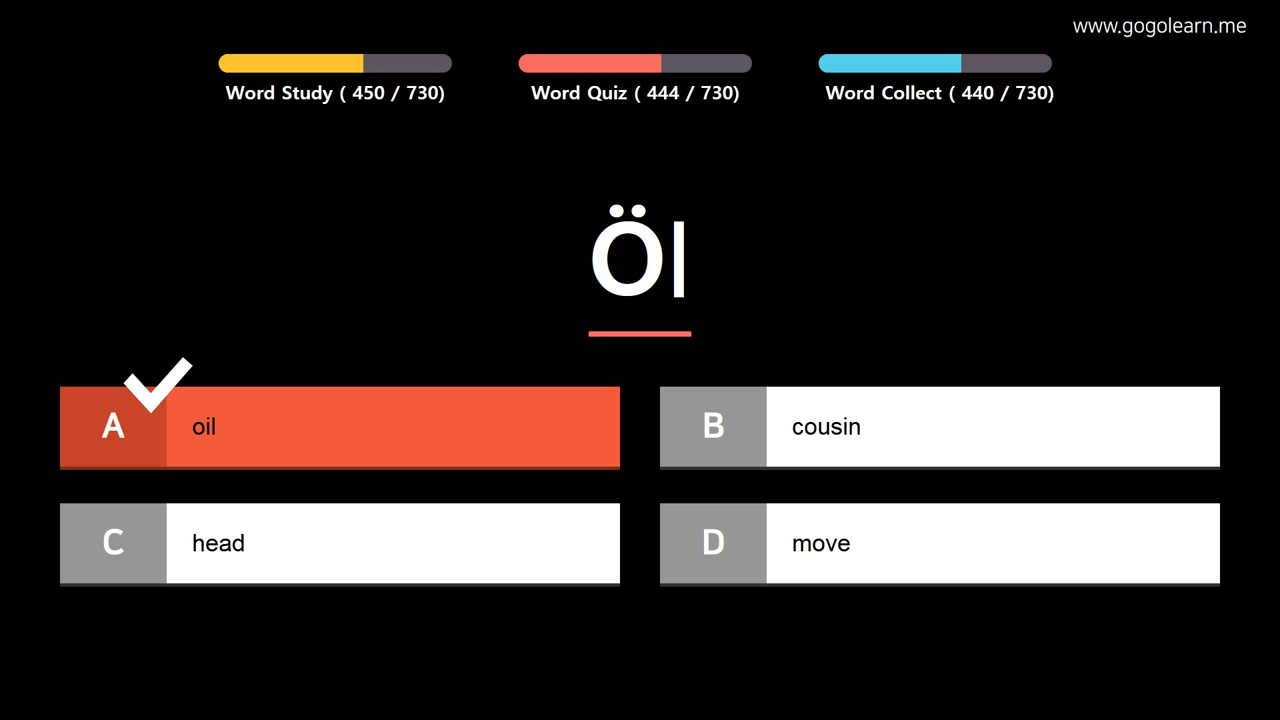 www.gogolearn.me
Word Study ( 450 / 730)
Word Quiz ( 444 / 730)
Word Collect ( 440 / 730)
Öl
A oil
B cousin
C head
D move